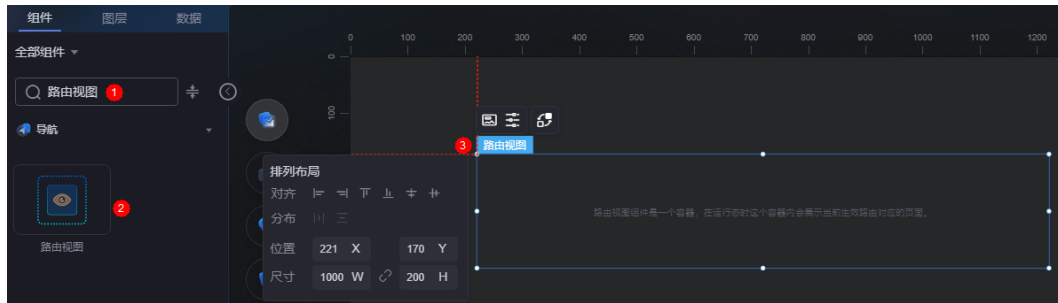 组件 图层 数据
全部组件
路由视图 1
导航
2
路由视图
0 100 200 300 400 500 600 700 800 900 1000 1100 1200
0
100
3 路由视图
路由视图组件是一个容器，在运行态时这个容器内会展示当前生效路由对应的页面。
排列布局
对齐
分布
位置 221 X 170 Y
尺寸 1000 W 200 H